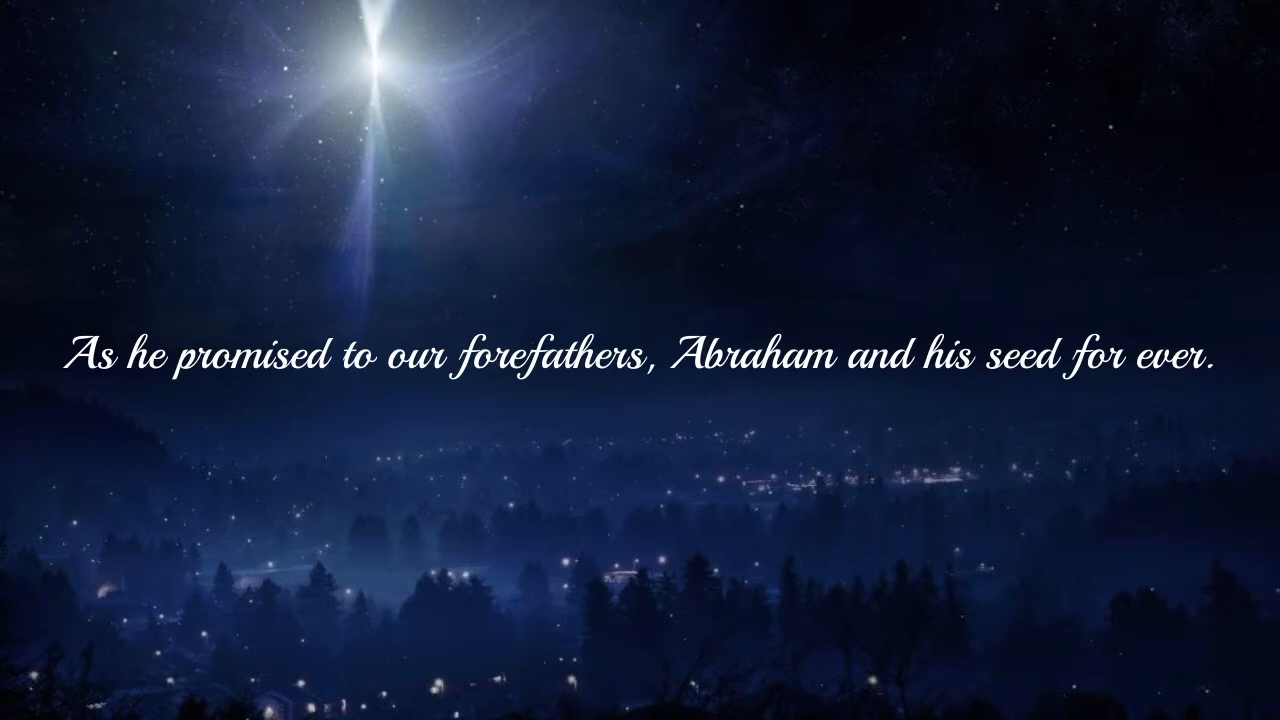 As he promised to our forefathers, Abraham and his seed for ever.